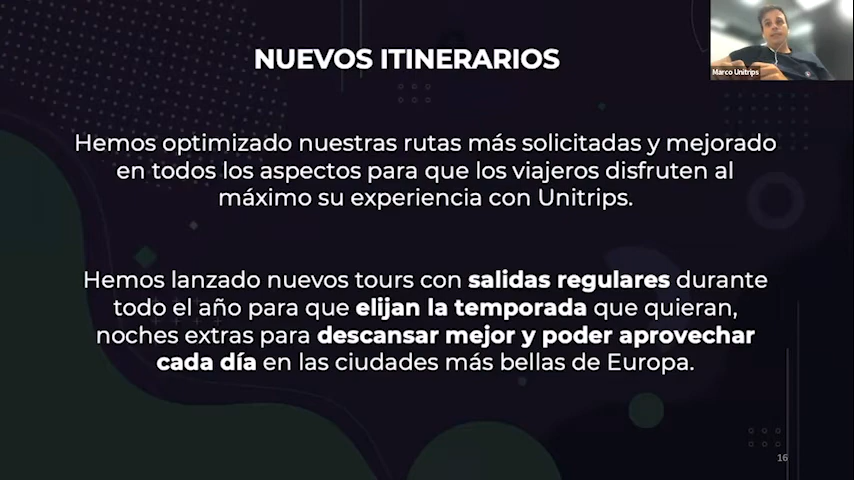 NUEVOS ITINERARIOS
Marco Unitrips
Hemos optimizado nuestras rutas más solicitadas y mejorado
en todos los aspectos para que los viajeros disfruten al
máximo su experiencia con Unitrips.
Hemos lanzado nuevos tours con salidas regulares durante
todo el año para que elijan la temporada que quieran,
noches extras para descansar mejor y poder aprovechar
cada día en las ciudades más bellas de Europa.
16